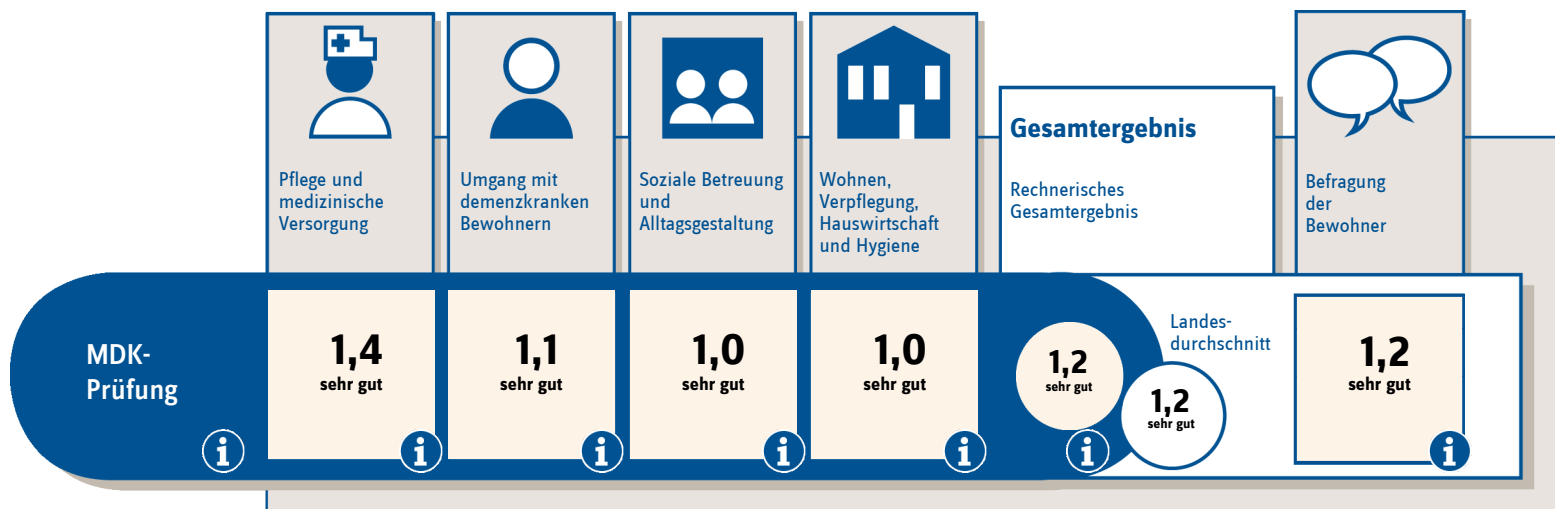 Pflege und
medizinische
Versorgung
Umgang mit
demenzkranken
Bewohnern
Soziale Betreuung
und
Alltagsgestaltung
Wohnen,
Verpflegung,
Hauswirtschaft
und Hygiene
Gesamtergebnis
Rechnerisches
Gesamtergebnis
Befragung
der
Bewohner
MDK-
Prüfung
i
1,4
sehr gut
i
1,1
sehr gut
i
1,0
sehr gut
i
1,0
sehr gut
i
1,2
sehr gut
i
Landes-
durchschnitt
1,2
sehr gut
1,2
sehr gut
i